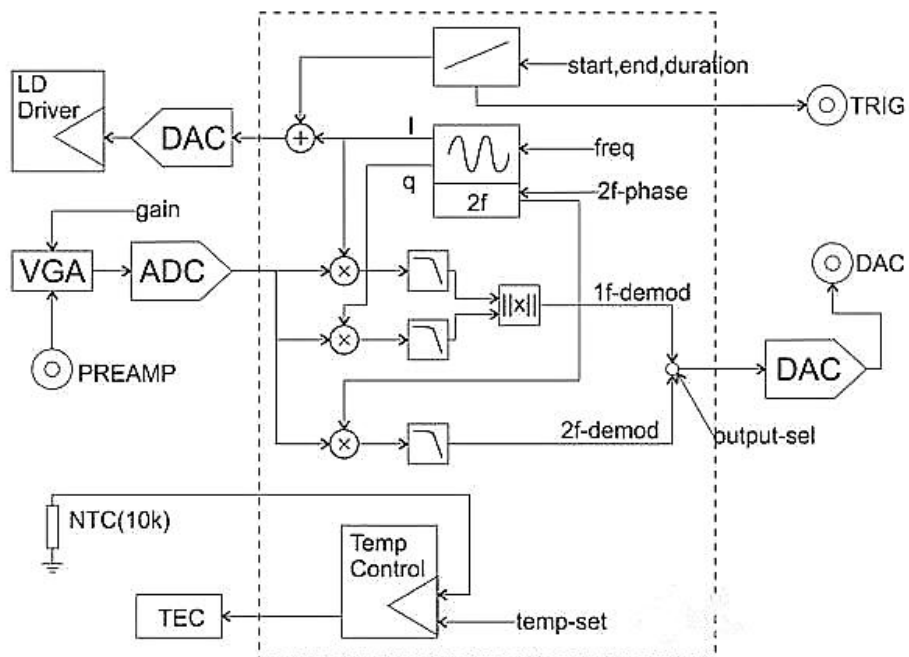 LD
Driver
DAC
+
start,end,duration
TRIG
I
freq
q
2f
2f-phase
gain
VGA
ADC
×
||x||
1f-demod
DAC
×
PREAMP
DAC
×
2f-demod
output-sel
NTC(10k)
Temp
Control
TEC
temp-set